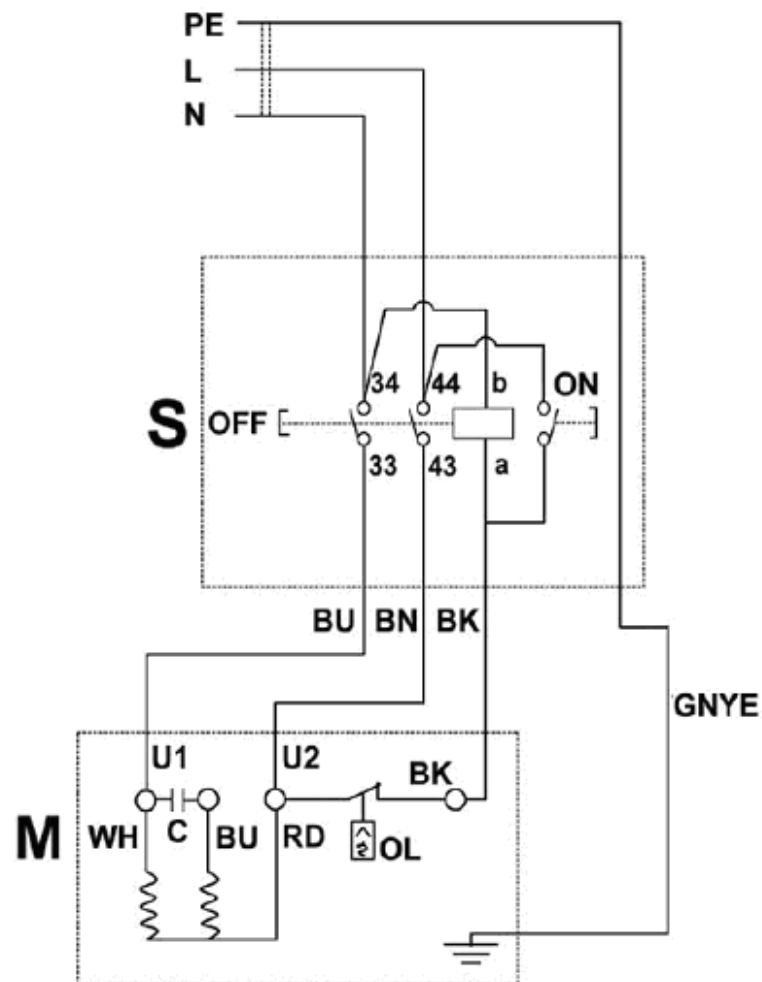 PE
L
N
34 44 b ON
S OFF
33 43 a
BU BN BK
GNYE
U1 U2 BK
M WH C BU RD OL